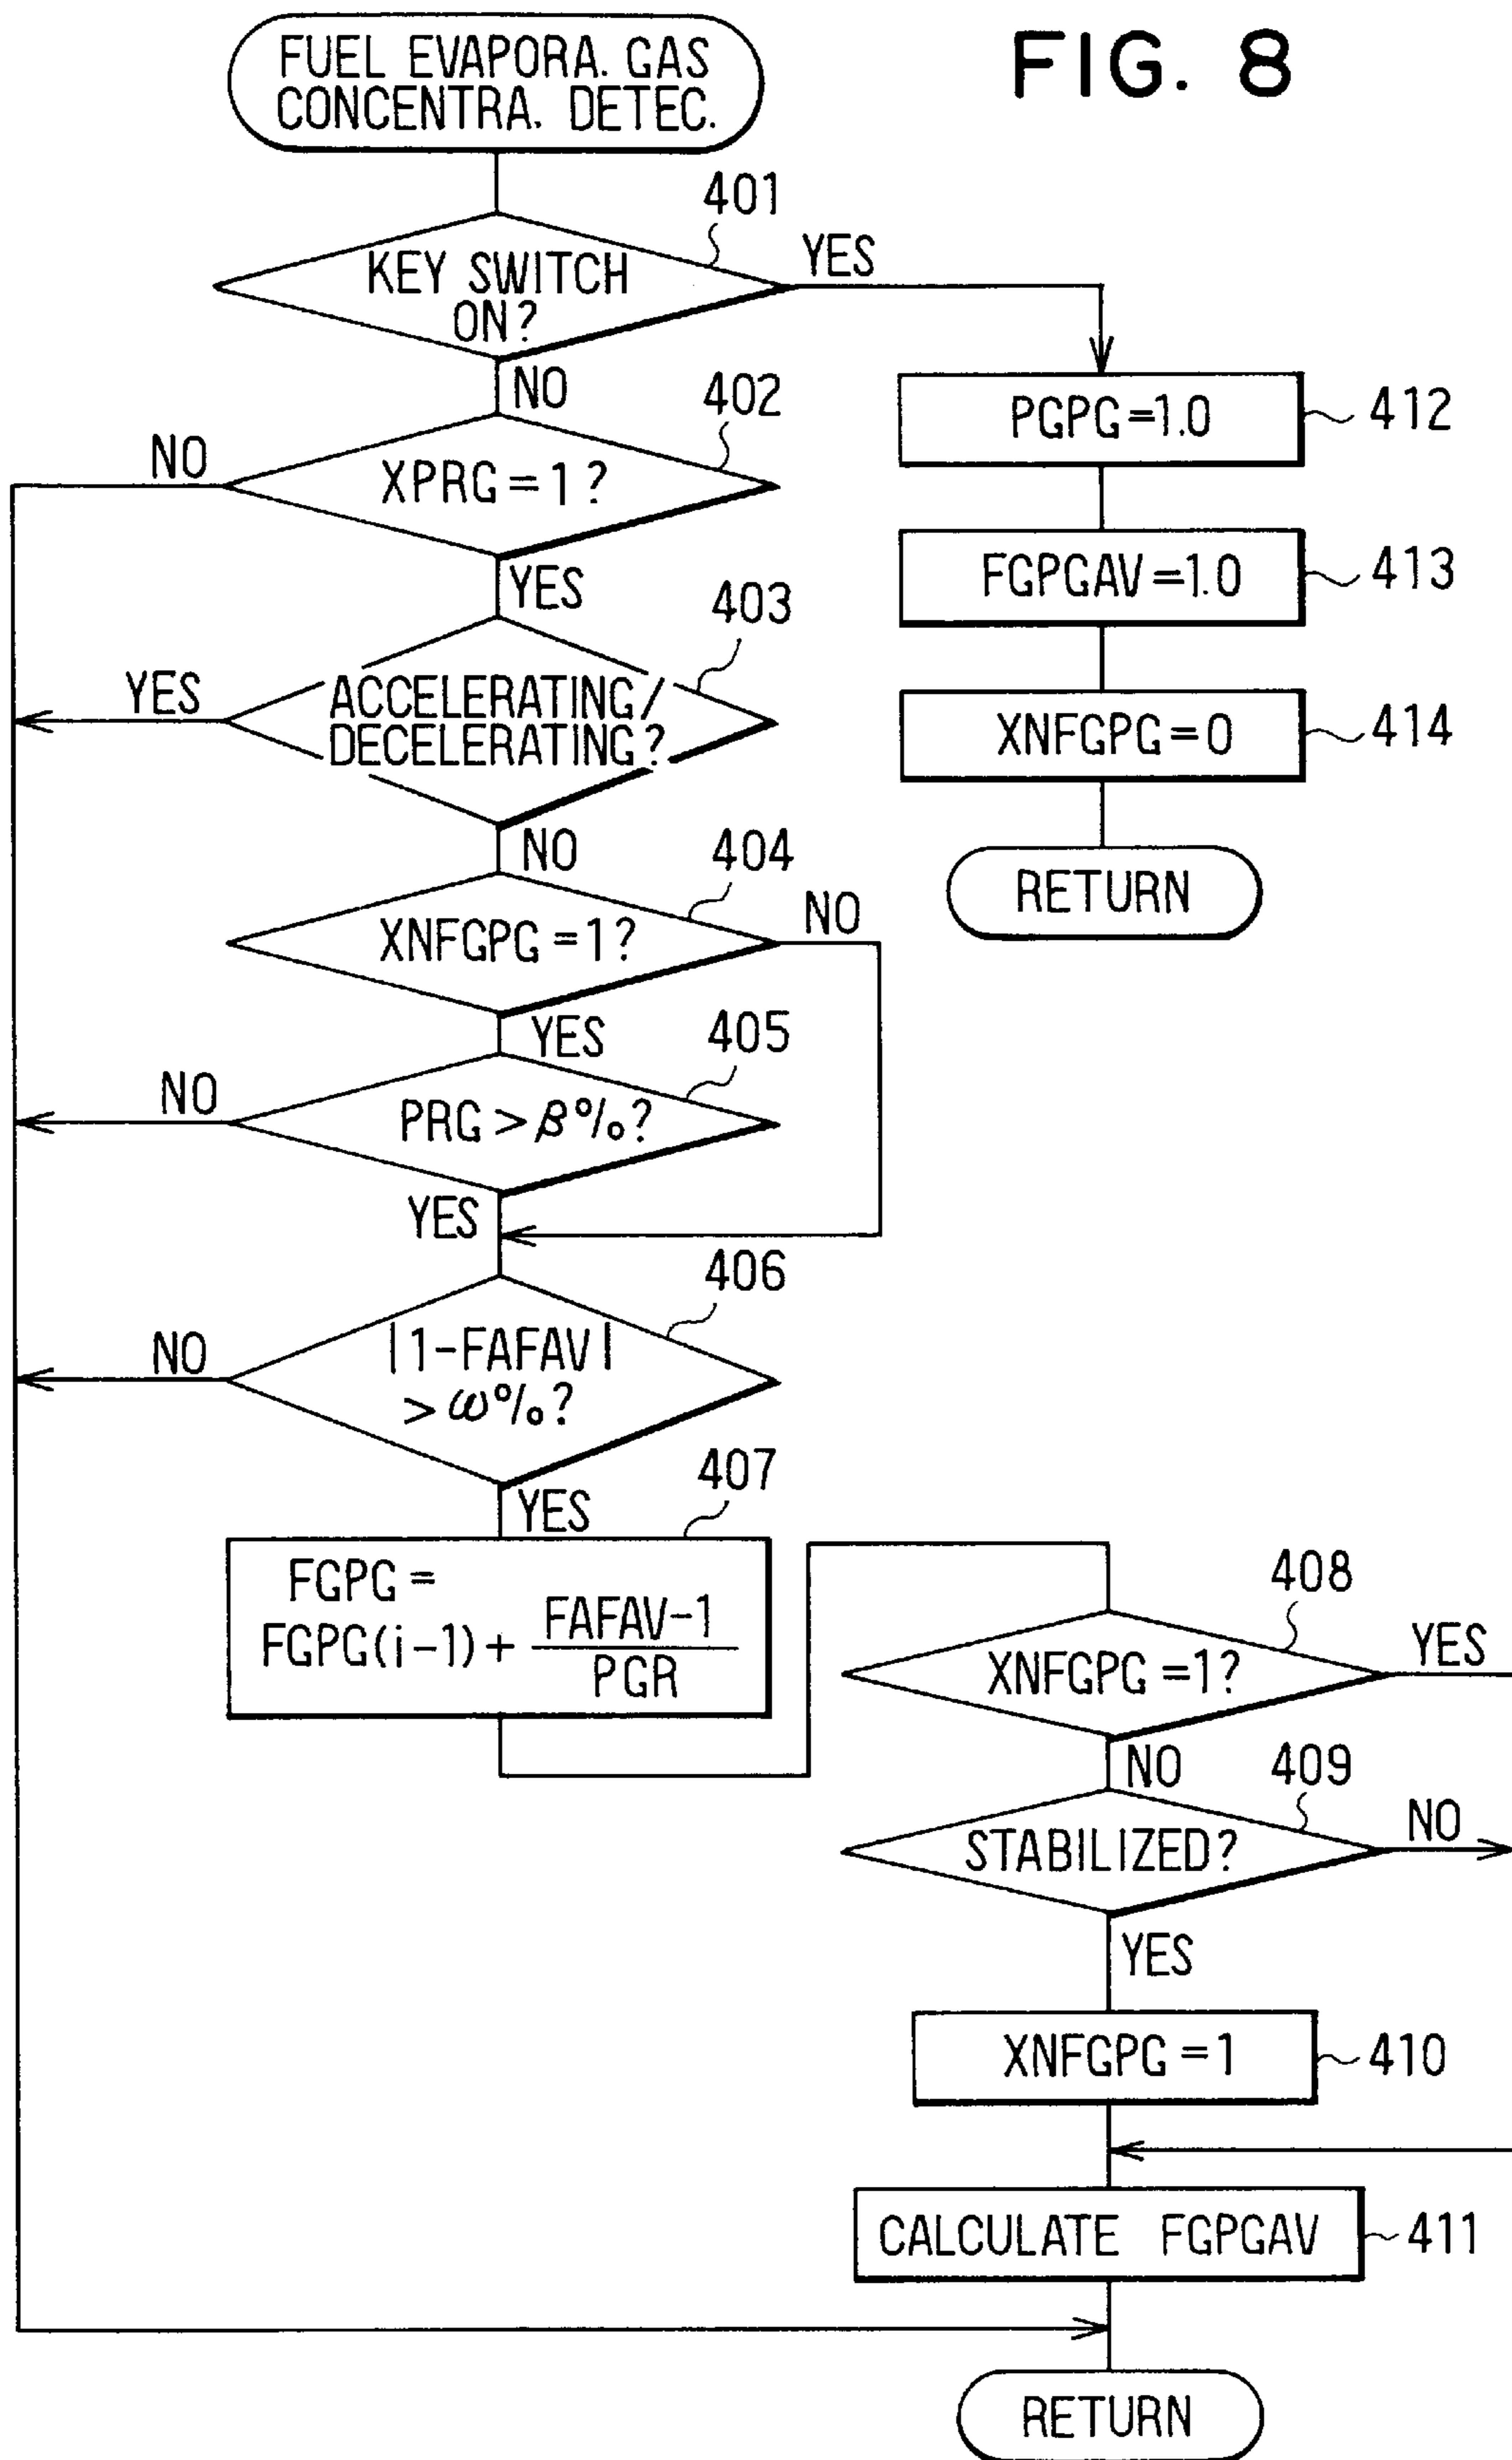 FIG. 8
FUEL EVAPORA. GAS
CONCENTRA. DETEC.
401
KEY SWITCH
ON?
YES
NO
402
XPRG=1?
NO
YES
403
ACCELERATING/
DECELERATING?
YES
NO
404
XNFGPG=1?
NO
YES
405
PRG>β%?
NO
YES
406
|1-FAFAV|
>ω%?
NO
YES
407
FGPG=
FGPG(i-1)+ FAFAV-1
PGR
408
XNFGPG=1?
YES
NO
409
STABILIZED?
NO
YES
XNFGPG=1
410
CALCULATE FGPGAV
411
RETURN
PGPG=1.0
412
FGPGAV=1.0
413
XNFGPG=0
414
RETURN